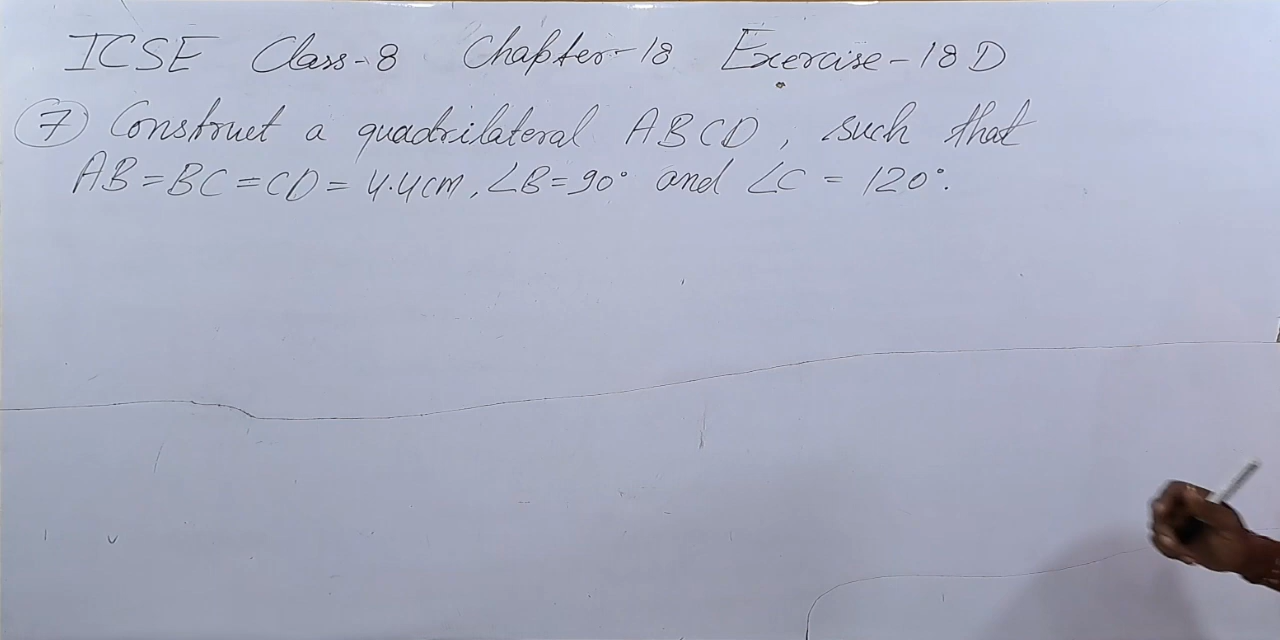 ICSE Class-8 Chapter-18 Exercise-18D
7 Construct a quadrilateral ABCD, such that
AB=BC=CD=4.4cm, ∠B=90° and ∠C = 120°.